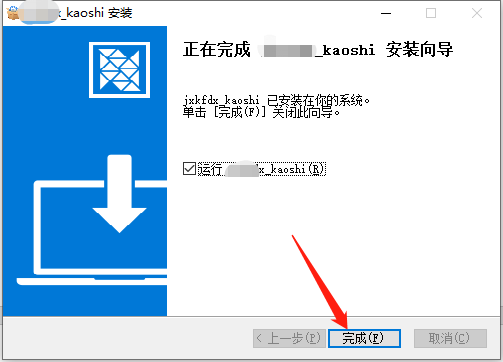 x_kaoshi 安装
正在完成 _kaoshi 安装向导
jxkfdx_kaoshi 已安装在你的系统。
单击 [完成(F)] 关闭此向导。
运行 x_kaoshi(R)
< 上一步(P)
完成(F)
取消(C)